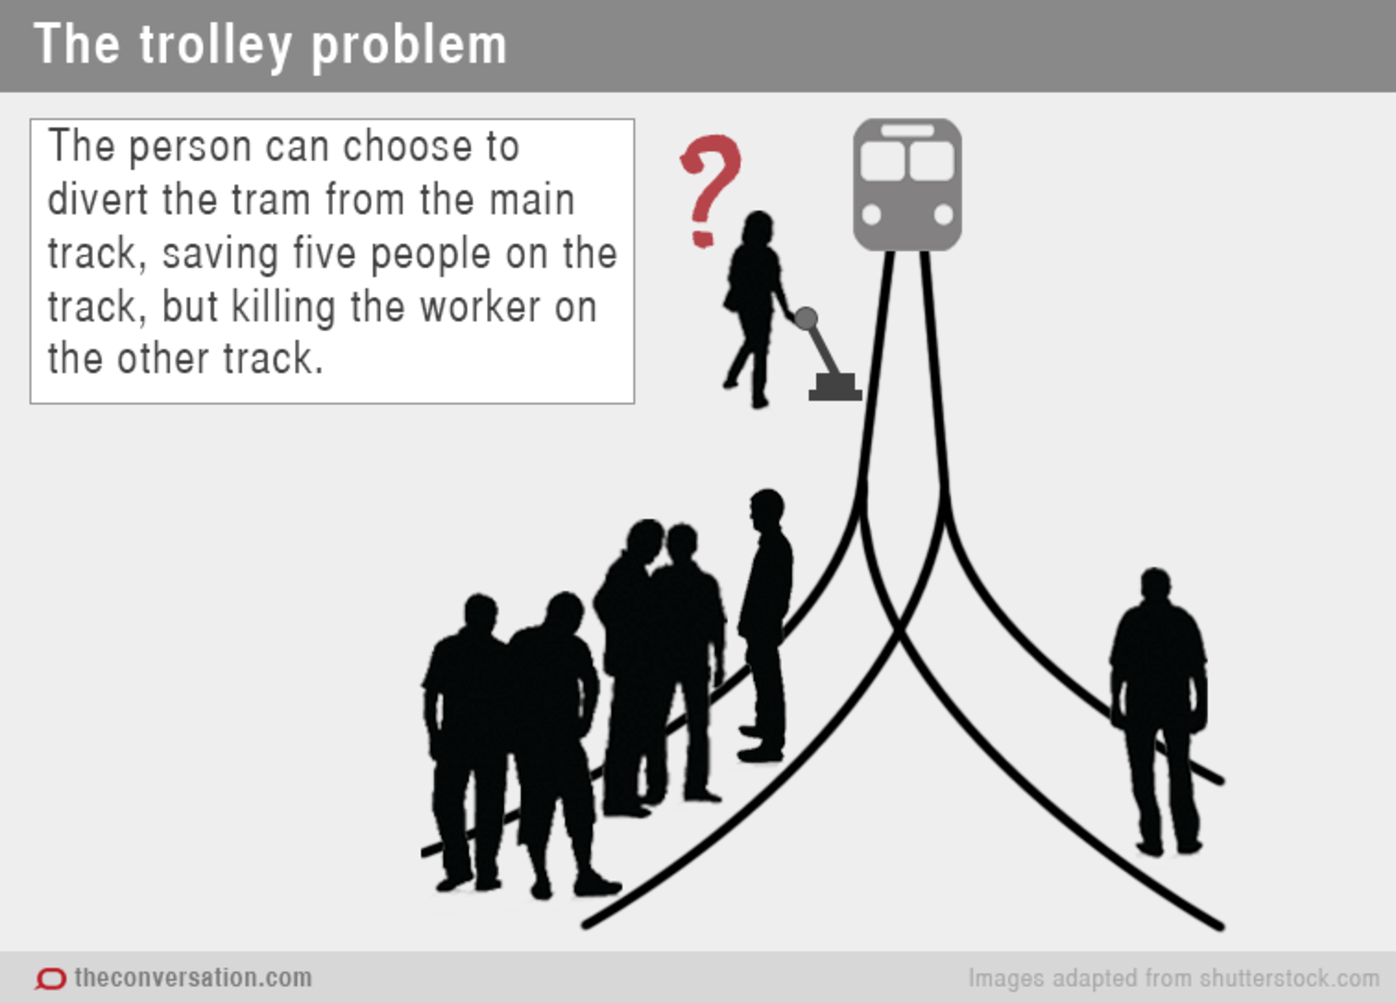 The trolley problem
The person can choose to
divert the tram from the main
track, saving five people on the
track, but killing the worker on
the other track.
?
theconversation.com
Images adapted from shutterstock.com